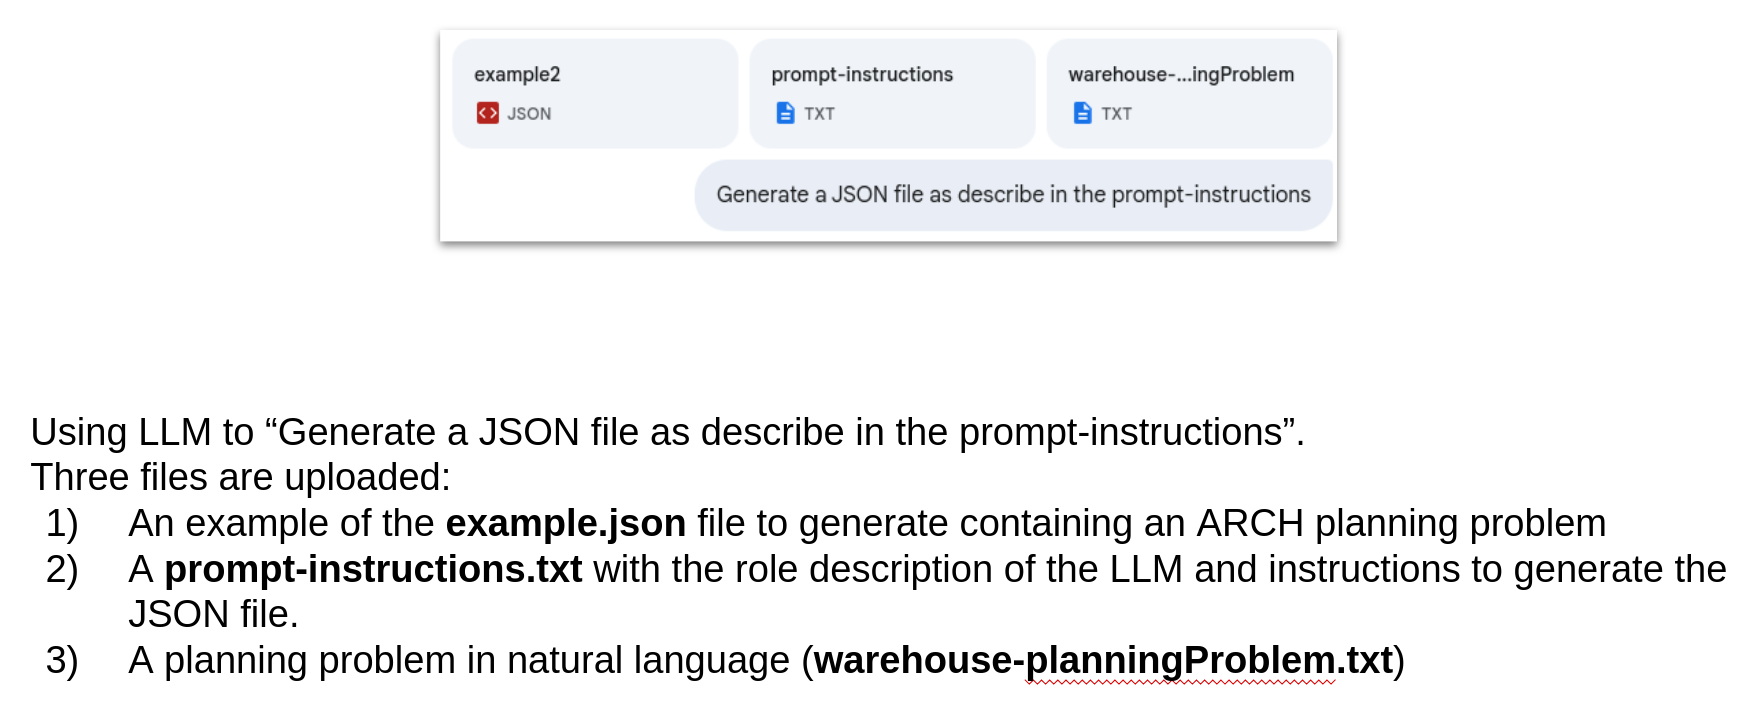 example2
JSON
prompt-instructions
TXT
warehouse-...ingProblem
TXT
Generate a JSON file as describe in the prompt-instructions
Using LLM to “Generate a JSON file as describe in the prompt-instructions”.
Three files are uploaded:
1) An example of the example.json file to generate containing an ARCH planning problem
2) A prompt-instructions.txt with the role description of the LLM and instructions to generate the
JSON file.
3) A planning problem in natural language (warehouse-planningProblem.txt)